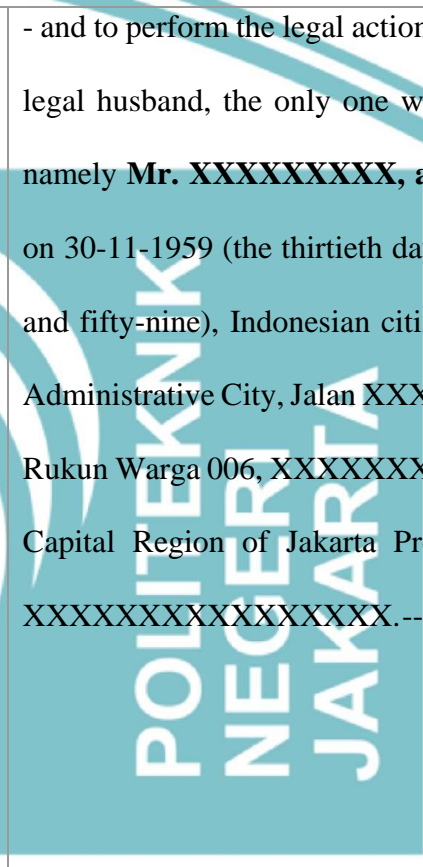 - and to perform the legal action
legal husband, the only one w
namely Mr. XXXXXXXXX, a
on 30-11-1959 (the thirtieth da
and fifty-nine), Indonesian citi
Administrative City, Jalan XXX
Rukun Warga 006, XXXXXXX
Capital Region of Jakarta Pr
XXXXXXXXXXXXXXXX.--
POLITEKNIK
NEGERI
JAKARTA